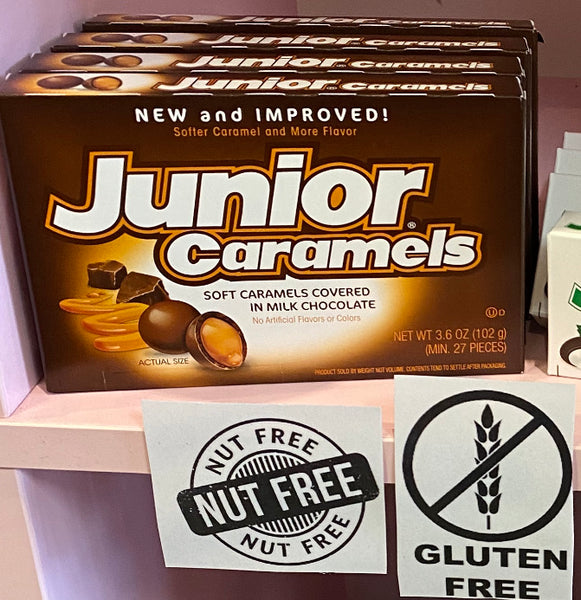 Junior Caramels
Junior Caramels
Junior Caramels
Junior Caramels
NEW and IMPROVED!
Softer Caramel and More Flavor
Junior®
Caramels
SOFT CARAMELS COVERED
IN MILK CHOCOLATE
No Artificial Flavors or Colors
ACTUAL SIZE
U D
NET WT 3.6 OZ (102 g)
(MIN. 27 PIECES)
PRODUCT SOLD BY WEIGHT NOT VOLUME. CONTENTS TEND TO SETTLE AFTER PACKAGING.
NUT FREE
NUT FREE
NUT FREE
GLUTEN
FREE